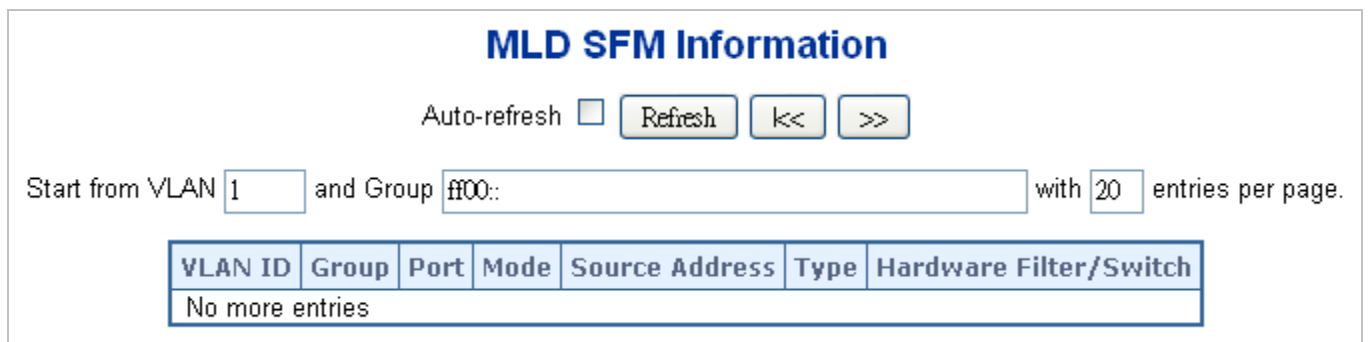 MLD SFM Information
Auto-refresh Refresh |<< >>
Start from VLAN 1 and Group ff00:: with 20 entries per page.
VLAN ID Group Port Mode Source Address Type Hardware Filter/Switch
No more entries